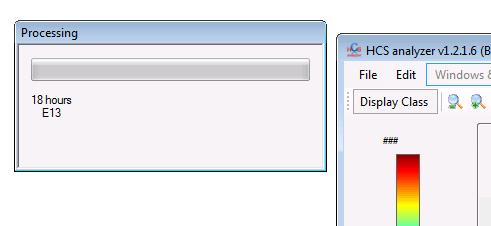 Processing
18 hours
E13
HCS analyzer v1.2.1.6 (B
File Edit Windows &
Display Class
###